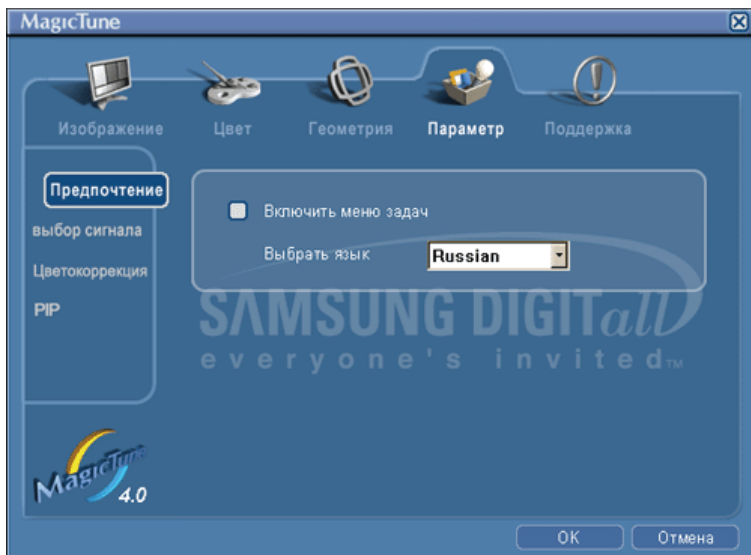 MagicTune
Изображение
Цвет
Геометрия
Параметр
Поддержка
Предпочтение
выбор сигнала
Цветокоррекция
PIP
Включить меню задач
Выбрать язык
Russian
SAMSUNG DIGITall
everyone's invited™
MagicTune
4.0
OK
Отмена